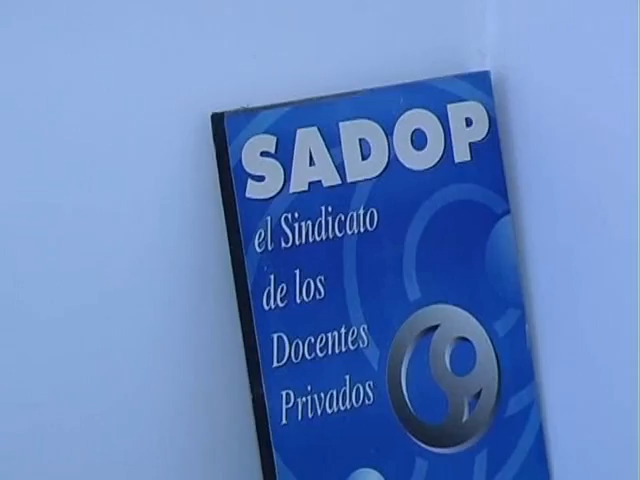 SADOP
el Sindicato
de los
Docentes
Privados